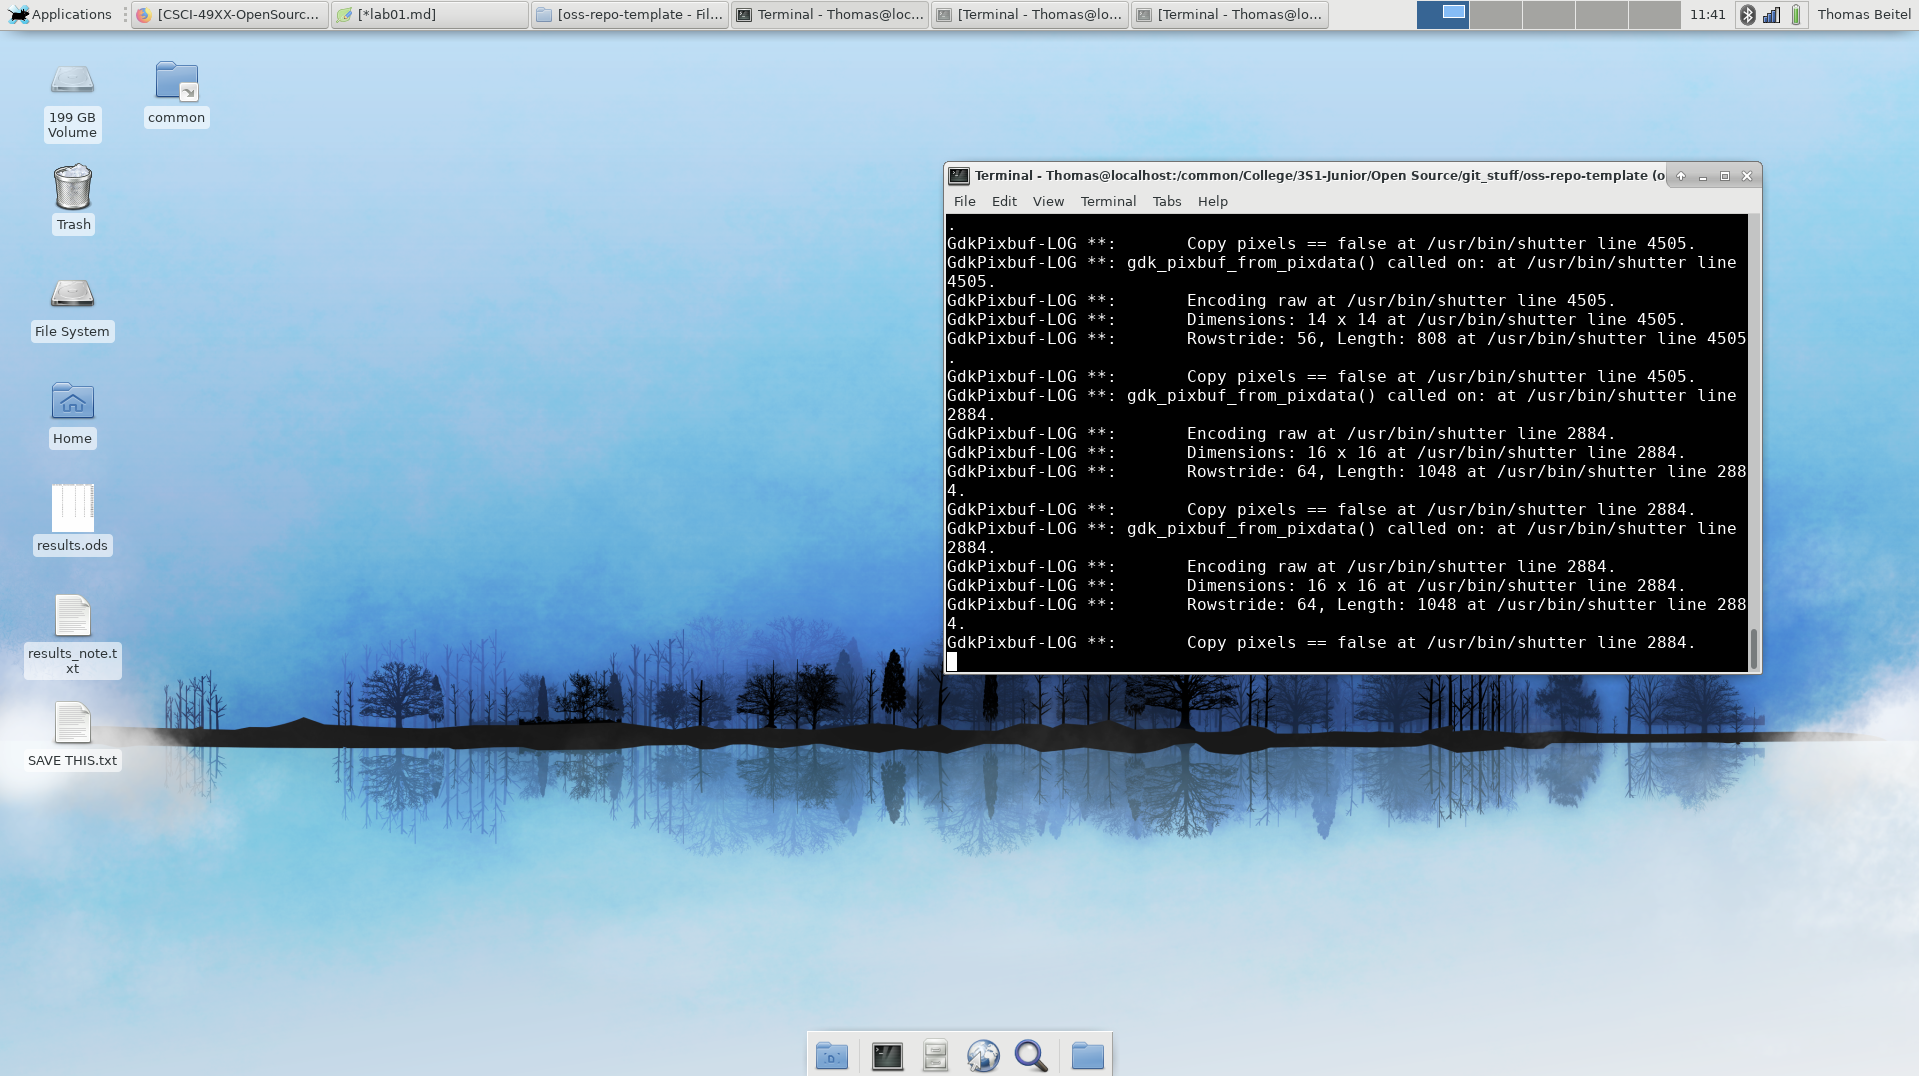 Applications
[CSCI-49XX-OpenSourc...
[*lab01.md]
[oss-repo-template - Fil...
Terminal - Thomas@loc...
[Terminal - Thomas@lo...
[Terminal - Thomas@lo...
11:41
Thomas Beitel
199 GB
Volume
common
Trash
File System
Home
results.ods
results_note.t
xt
SAVE THIS.txt
Terminal - Thomas@localhost:/common/College/3S1-Junior/Open Source/git_stuff/oss-repo-template (o
File Edit View Terminal Tabs Help
.
GdkPixbuf-LOG **:       Copy pixels == false at /usr/bin/shutter line 4505.
GdkPixbuf-LOG **: gdk_pixbuf_from_pixdata() called on: at /usr/bin/shutter line
4505.
GdkPixbuf-LOG **:       Encoding raw at /usr/bin/shutter line 4505.
GdkPixbuf-LOG **:       Dimensions: 14 x 14 at /usr/bin/shutter line 4505.
GdkPixbuf-LOG **:       Rowstride: 56, Length: 808 at /usr/bin/shutter line 4505
.
GdkPixbuf-LOG **:       Copy pixels == false at /usr/bin/shutter line 4505.
GdkPixbuf-LOG **: gdk_pixbuf_from_pixdata() called on: at /usr/bin/shutter line
2884.
GdkPixbuf-LOG **:       Encoding raw at /usr/bin/shutter line 2884.
GdkPixbuf-LOG **:       Dimensions: 16 x 16 at /usr/bin/shutter line 2884.
GdkPixbuf-LOG **:       Rowstride: 64, Length: 1048 at /usr/bin/shutter line 288
4.
GdkPixbuf-LOG **:       Copy pixels == false at /usr/bin/shutter line 2884.
GdkPixbuf-LOG **: gdk_pixbuf_from_pixdata() called on: at /usr/bin/shutter line
2884.
GdkPixbuf-LOG **:       Encoding raw at /usr/bin/shutter line 2884.
GdkPixbuf-LOG **:       Dimensions: 16 x 16 at /usr/bin/shutter line 2884.
GdkPixbuf-LOG **:       Rowstride: 64, Length: 1048 at /usr/bin/shutter line 288
4.
GdkPixbuf-LOG **:       Copy pixels == false at /usr/bin/shutter line 2884.